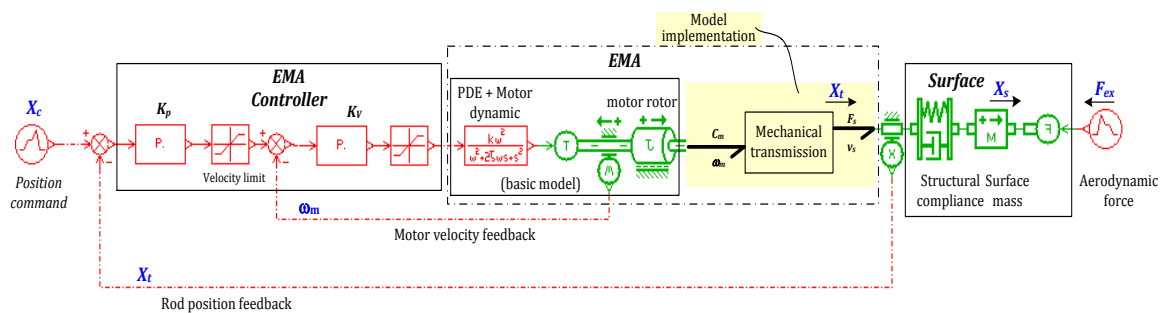 Model
implementation
EMA
EMA
Controller
Surface
PDE + Motor
dynamic
motor rotor
X_t
X_c
K_p
K_v
F_s
X_s
F_ex
+
-
P.
+
-
P.
kω²
ω²+2ζωs+s²
T
C_m
ω_m
Mechanical
transmission
v_s
M
F
X
Velocity limit
(basic model)
Position
command
Structural Surface
compliance mass
Aerodynamic
force
ω_m
Motor velocity feedback
X_t
Rod position feedback